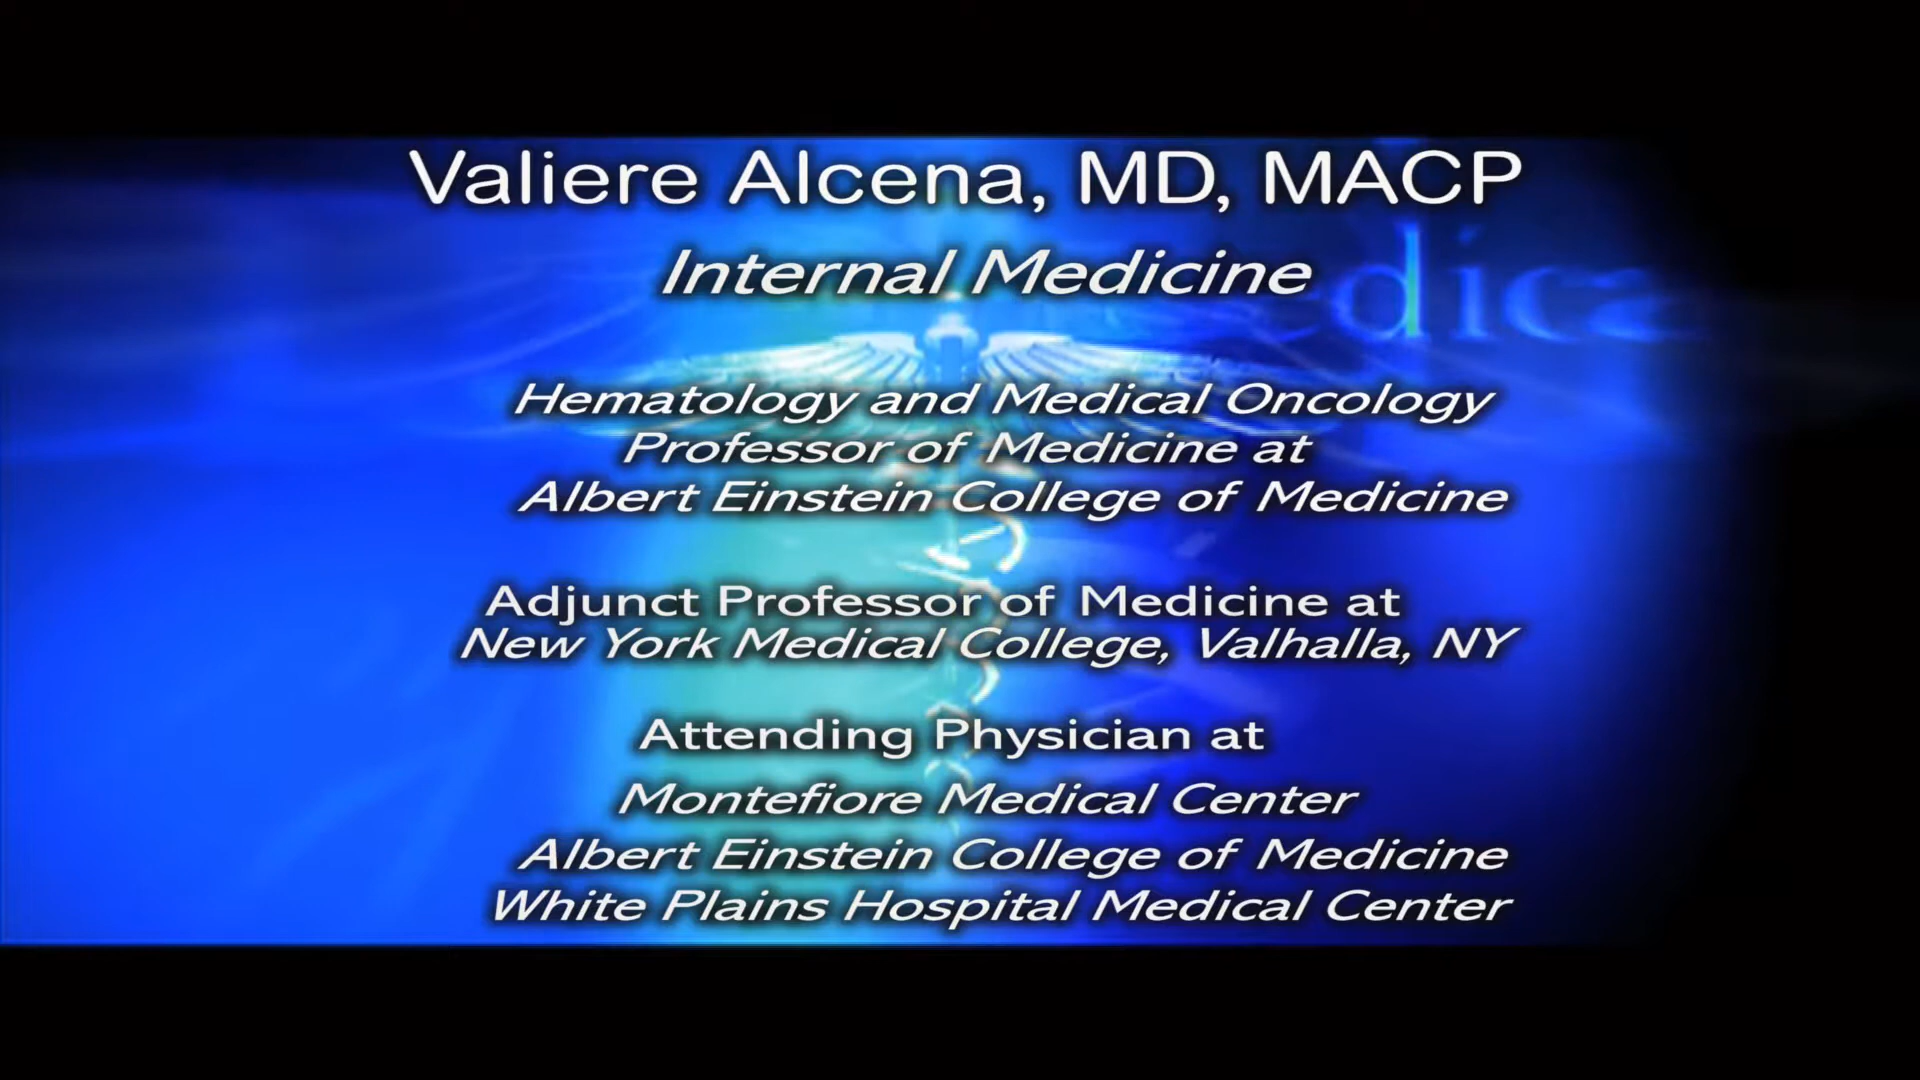 Valiere Alcena, MD, MACP
Internal Medicine
dica
Hematology and Medical Oncology
Professor of Medicine at
Albert Einstein College of Medicine
Adjunct Professor of Medicine at
New York Medical College, Valhalla, NY
Attending Physician at
Montefiore Medical Center
Albert Einstein College of Medicine
White Plains Hospital Medical Center